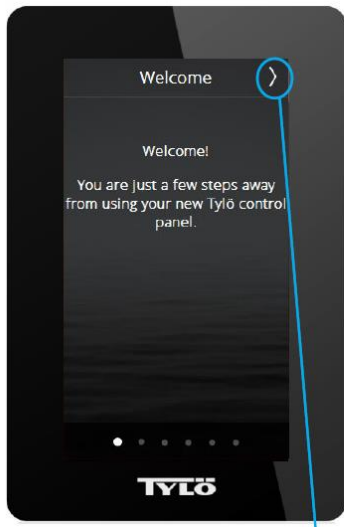 Welcome
Welcome!
You are just a few steps away
from using your new Tylö control
panel.
TYLÖ